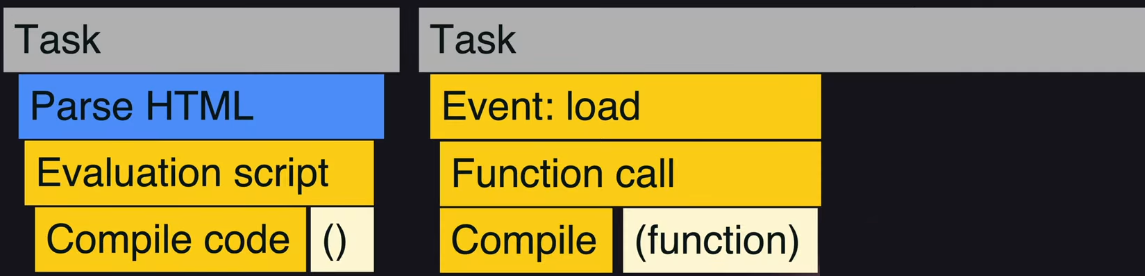 Task Task
Parse HTML Event: load
Evaluation script Function call
Compile code () Compile (function)